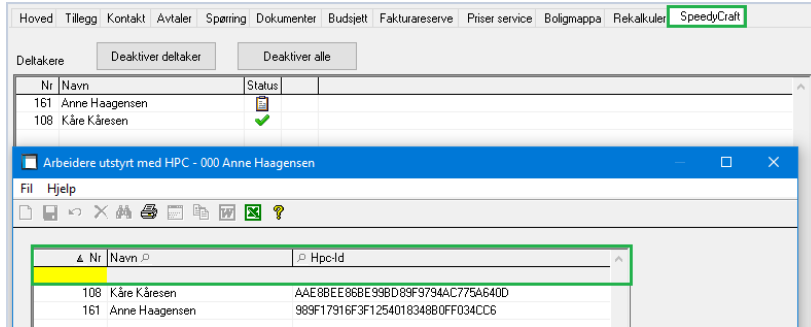 Hoved Tillegg Kontakt Avtaler Spørring Dokumenter Budsjett Fakturareserve Priser service Boligmappa Rekalkuler SpeedyCraft
Deltakere Deaktiver deltaker Deaktiver alle
Nr Navn Status
161 Anne Haagensen
108 Kåre Kåresen
Arbeidere utstyrt med HPC - 000 Anne Haagensen
Fil Hjelp
Nr Navn Hpc-Id
108 Kåre Kåresen AAE8BEE86BE99BD89F9794AC775A640D
161 Anne Haagensen 989F17916F3F1254018348B0FF034CC6